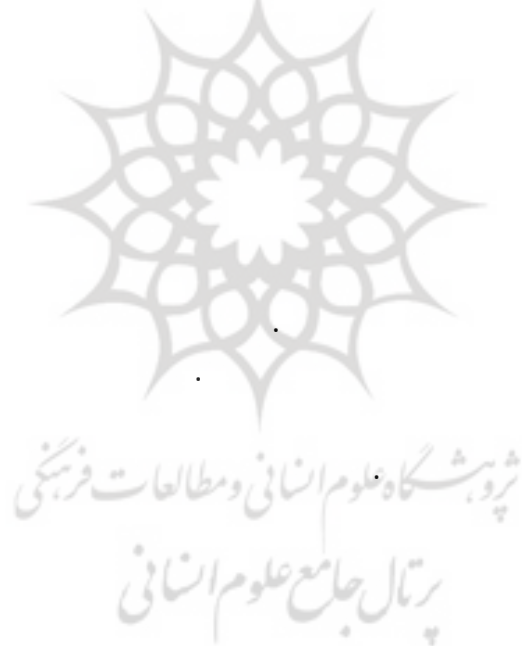 پژوهشگاه علوم انسانی و مطالعات فرهنگی
پرتال جامع علوم انسانی